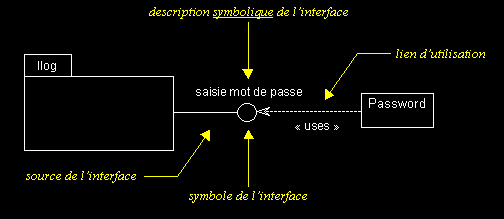 description symbolique de l'interface
lien d'utilisation
Ilog
saisie mot de passe
Password
« uses »
source de l'interface
symbole de l'interface